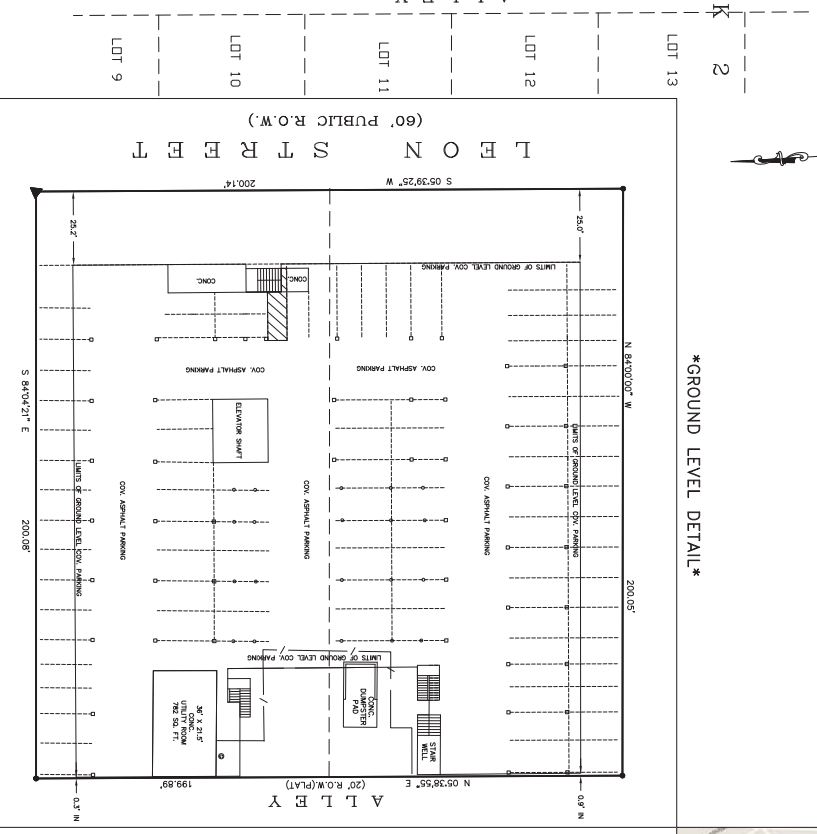 ALLEY
K 2
LOT 9
LOT 10
LOT 11
LOT 12
LOT 13
(60' PUBLIC R.O.W.)
LEON STREET
200.14'
S 05°39'25" W
25.2'
25.0'
LIMITS OF GROUND LEVEL COV. PARKING
CONC.
CONC.
COV. ASPHALT PARKING
COV. ASPHALT PARKING
N 84°00'00" W
200.05'
S 84°04'21" E
200.08'
ELEVATOR SHAFT
LIMITS OF GROUND LEVEL COV. PARKING
COV. ASPHALT PARKING
COV. ASPHALT PARKING
COV. ASPHALT PARKING
LIMITS OF GROUND LEVEL COV. PARKING
*GROUND LEVEL DETAIL*
LIMITS OF GROUND LEVEL COV. PARKING
36' X 21.5'
CONC.
UTILITY ROOM
782 SQ. FT.
CONC.
DUMPSTER
PAD
STAIR
WELL
199.89'
(20' R.O.W.(PLAT)
N 05°38'55" E
ALLEY
0.3' IN
0.9' IN